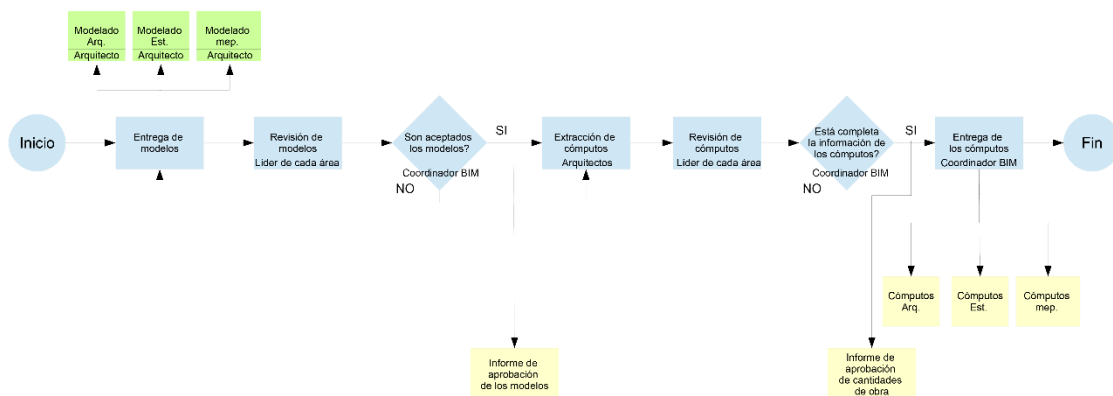 Modelado
Arq.
Arquitecto
Modelado
Est.
Arquitecto
Modelado
mep.
Arquitecto
Inicio
Entrega de
modelos
Revisión de
modelos
Líder de cada área
Son aceptados
los modelos?
Coordinador BIM
SI
NO
Extracción de
cómputos
Arquitectos
Revisión de
cómputos
Líder de cada área
Está completa
la información de
los cómputos?
Coordinador BIM
SI
NO
Entrega de
los cómputos
Coordinador BIM
Fin
Cómputos
Arq.
Cómputos
Est.
Cómputos
mep.
Informe de
aprobación
de los modelos
Informe de
aprobación
de cantidades
de obra